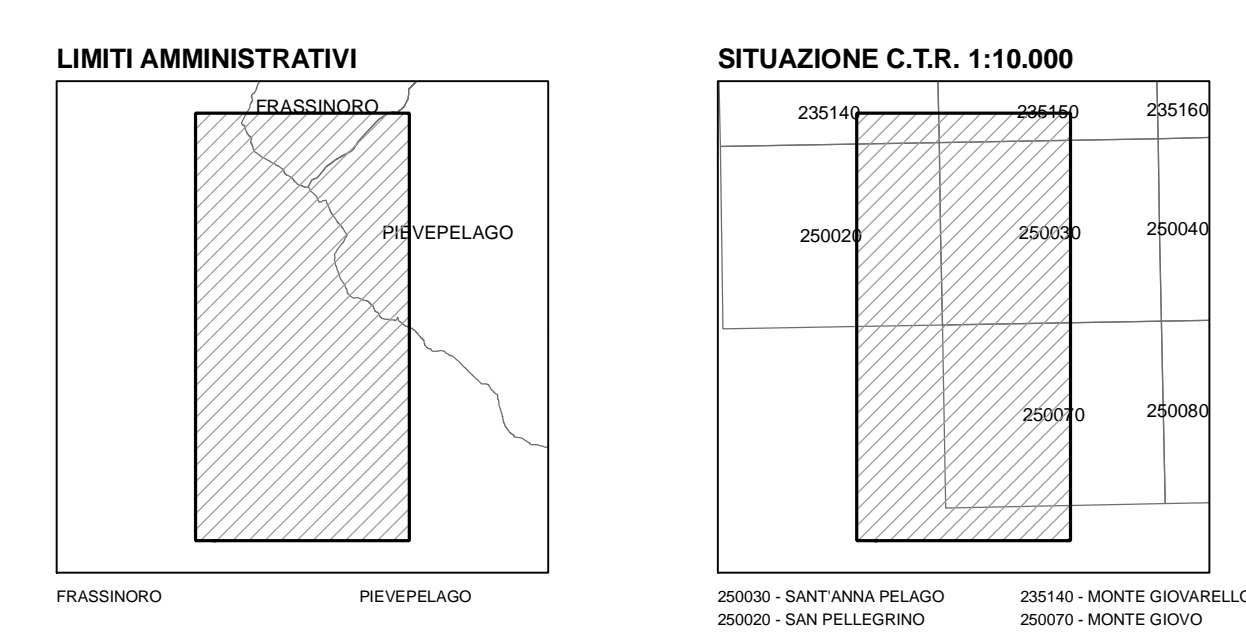 LIMITI AMMINISTRATIVI
FRASSINORO
PIEVEPELAGO
FRASSINORO PIEVEPELAGO
SITUAZIONE C.T.R. 1:10.000
235140 235150 235160
250020 250030 250040
250070 250080
250030 - SANT'ANNA PELAGO 235140 - MONTE GIOVARELLO
250020 - SAN PELLEGRINO 250070 - MONTE GIOVO